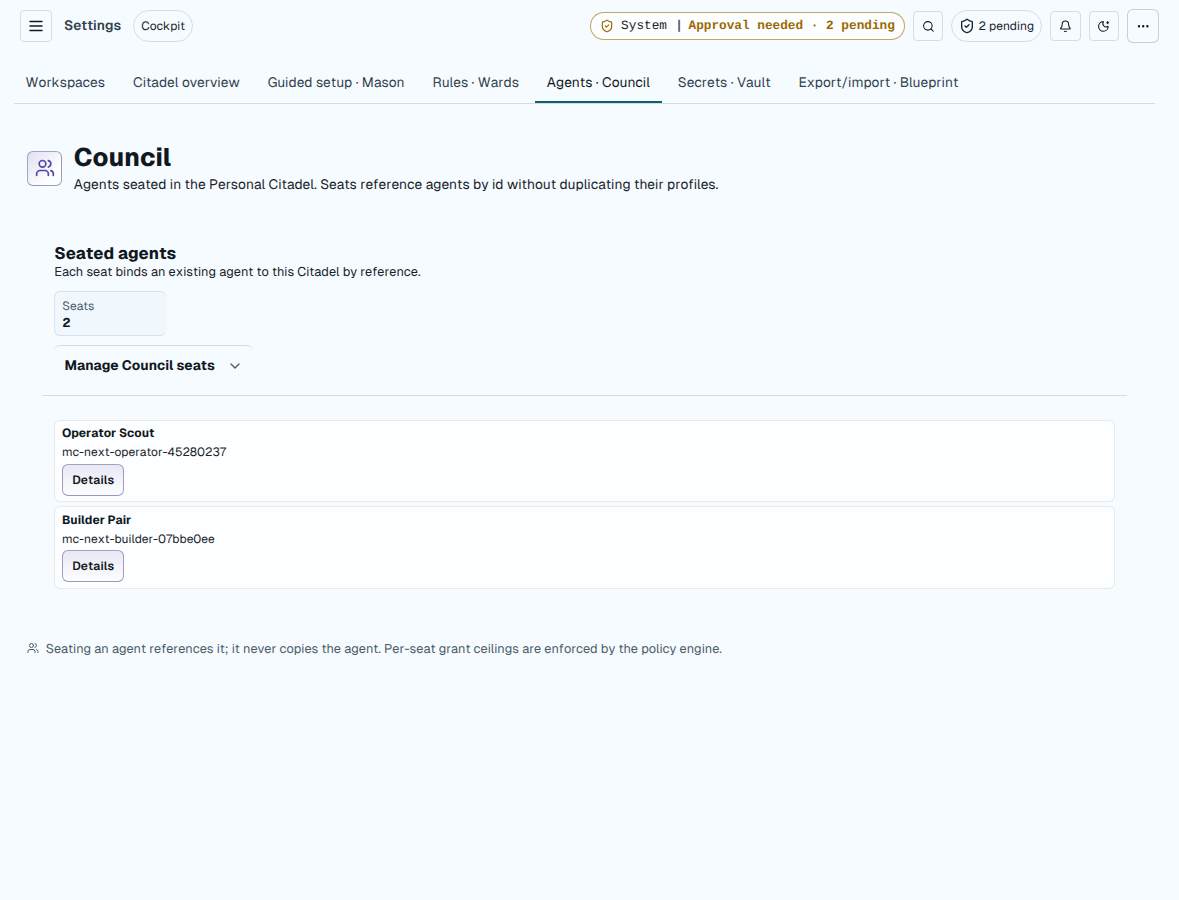 Settings
Cockpit
System | Approval needed · 2 pending
2 pending
Workspaces
Citadel overview
Guided setup · Mason
Rules · Wards
Agents · Council
Secrets · Vault
Export/import · Blueprint
Council
Agents seated in the Personal Citadel. Seats reference agents by id without duplicating their profiles.
Seated agents
Each seat binds an existing agent to this Citadel by reference.
Seats
2
Manage Council seats
Operator Scout
mc-next-operator-45280237
Details
Builder Pair
mc-next-builder-07bbe0ee
Details
Seating an agent references it; it never copies the agent. Per-seat grant ceilings are enforced by the policy engine.